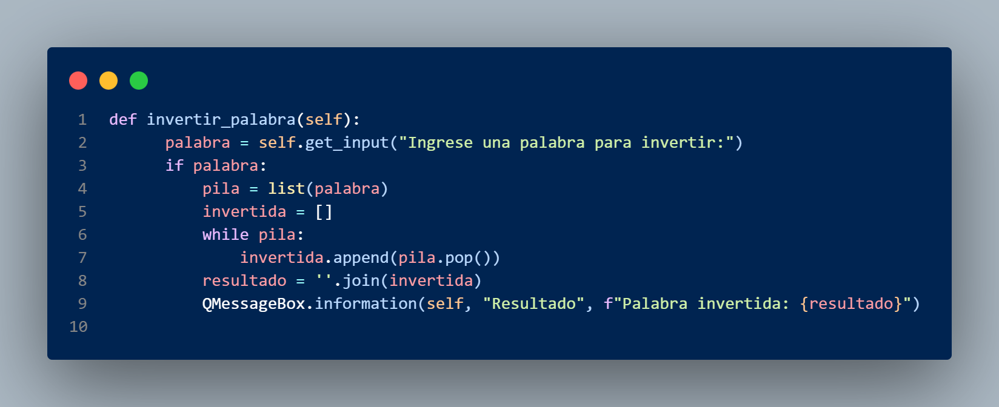 1 def invertir_palabra(self):
2 palabra = self.get_input("Ingrese una palabra para invertir:")
3 if palabra:
4 pila = list(palabra)
5 invertida = []
6 while pila:
7 invertida.append(pila.pop())
8 resultado = ''.join(invertida)
9 QMessageBox.information(self, "Resultado", f"Palabra invertida: {resultado}")
10